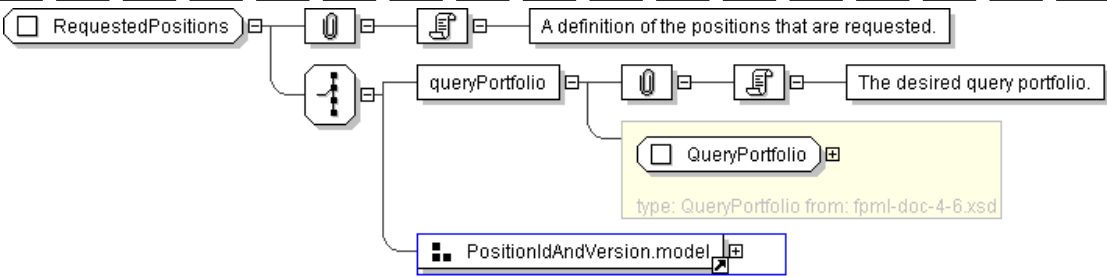 RequestedPositions
A definition of the positions that are requested.
queryPortfolio
The desired query portfolio.
QueryPortfolio
type: QueryPortfolio from: fpml-doc-4-6.xsd
PositionIdAndVersion.model